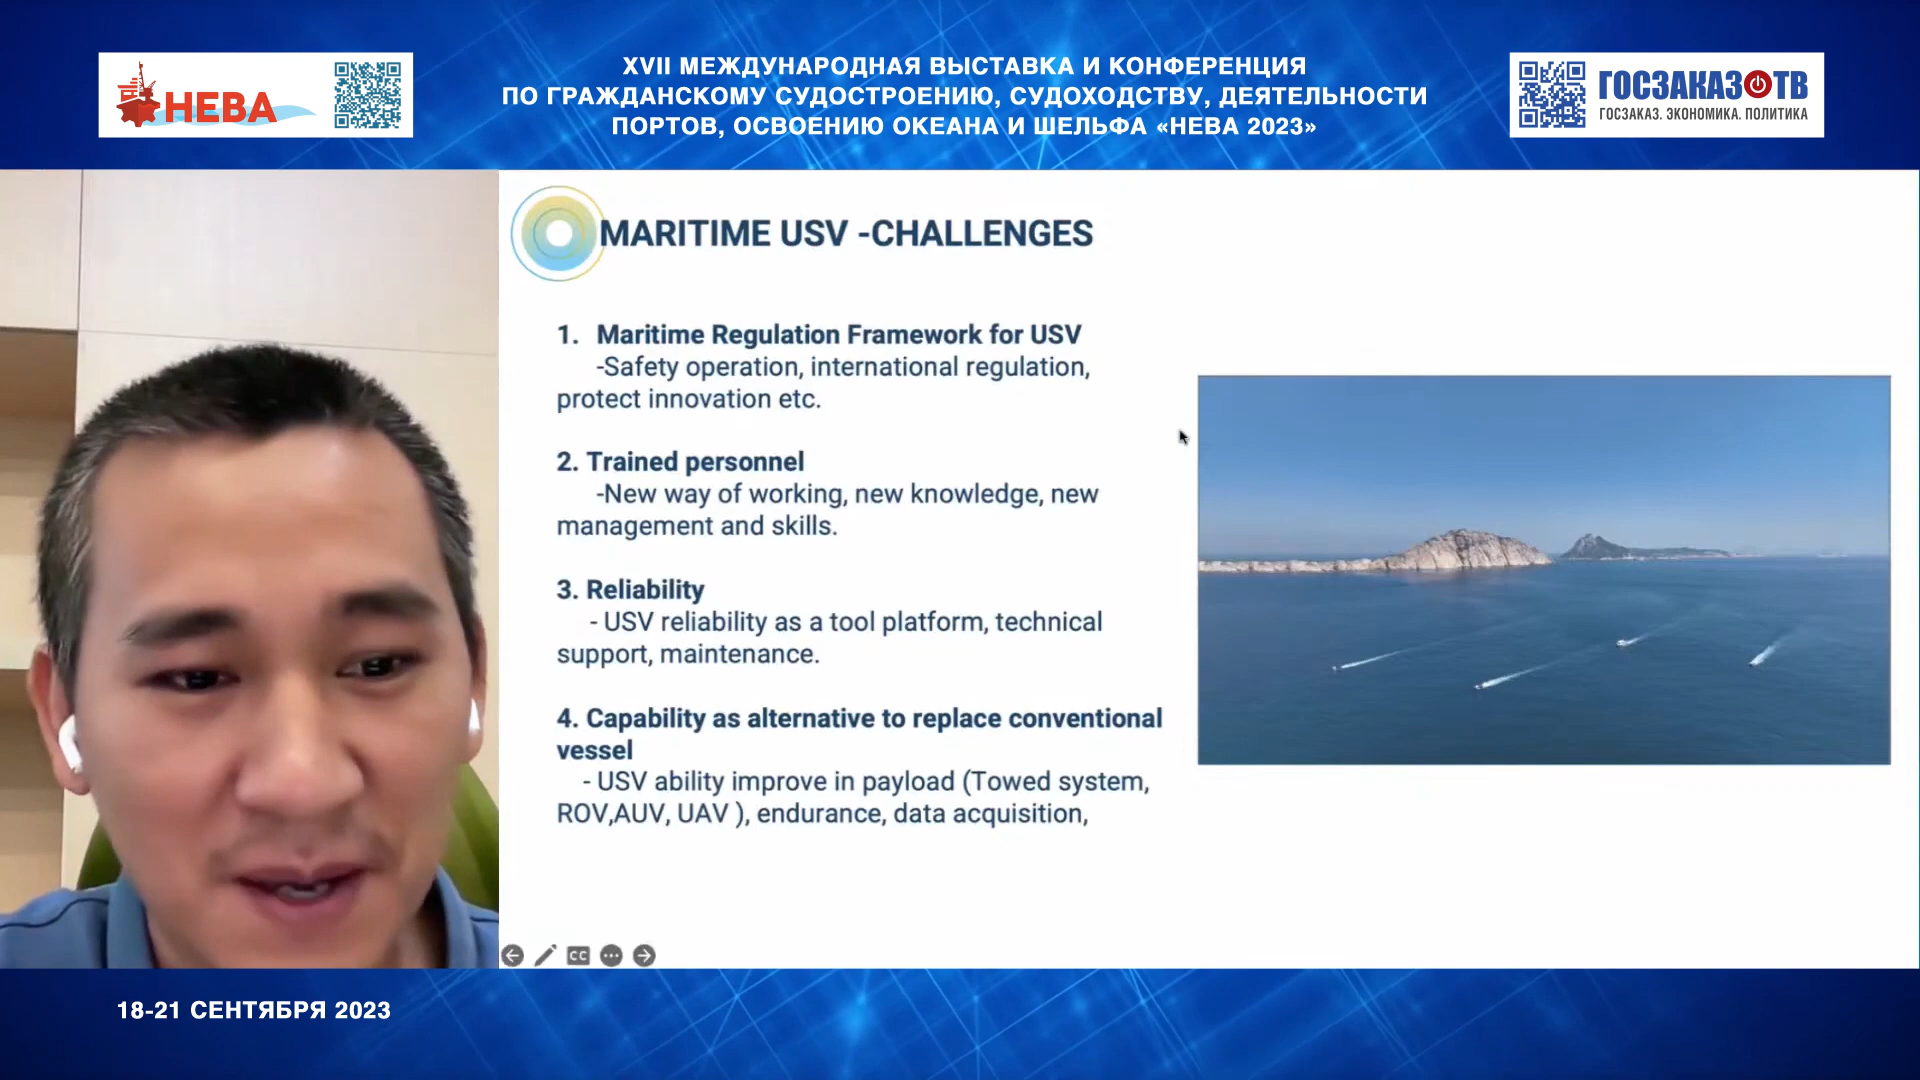 НЕВА
XVII МЕЖДУНАРОДНАЯ ВЫСТАВКА И КОНФЕРЕНЦИЯ
ПО ГРАЖДАНСКОМУ СУДОСТРОЕНИЮ, СУДОХОДСТВУ, ДЕЯТЕЛЬНОСТИ
ПОРТОВ, ОСВОЕНИЮ ОКЕАНА И ШЕЛЬФА «НЕВА 2023»
ГОСЗАКАЗ ТВ
ГОСЗАКАЗ. ЭКОНОМИКА. ПОЛИТИКА
MARITIME USV -CHALLENGES
1. Maritime Regulation Framework for USV
-Safety operation, international regulation,
protect innovation etc.
2. Trained personnel
-New way of working, new knowledge, new
management and skills.
3. Reliability
- USV reliability as a tool platform, technical
support, maintenance.
4. Capability as alternative to replace conventional
vessel
- USV ability improve in payload (Towed system,
ROV,AUV, UAV ), endurance, data acquisition,
CC
18-21 СЕНТЯБРЯ 2023